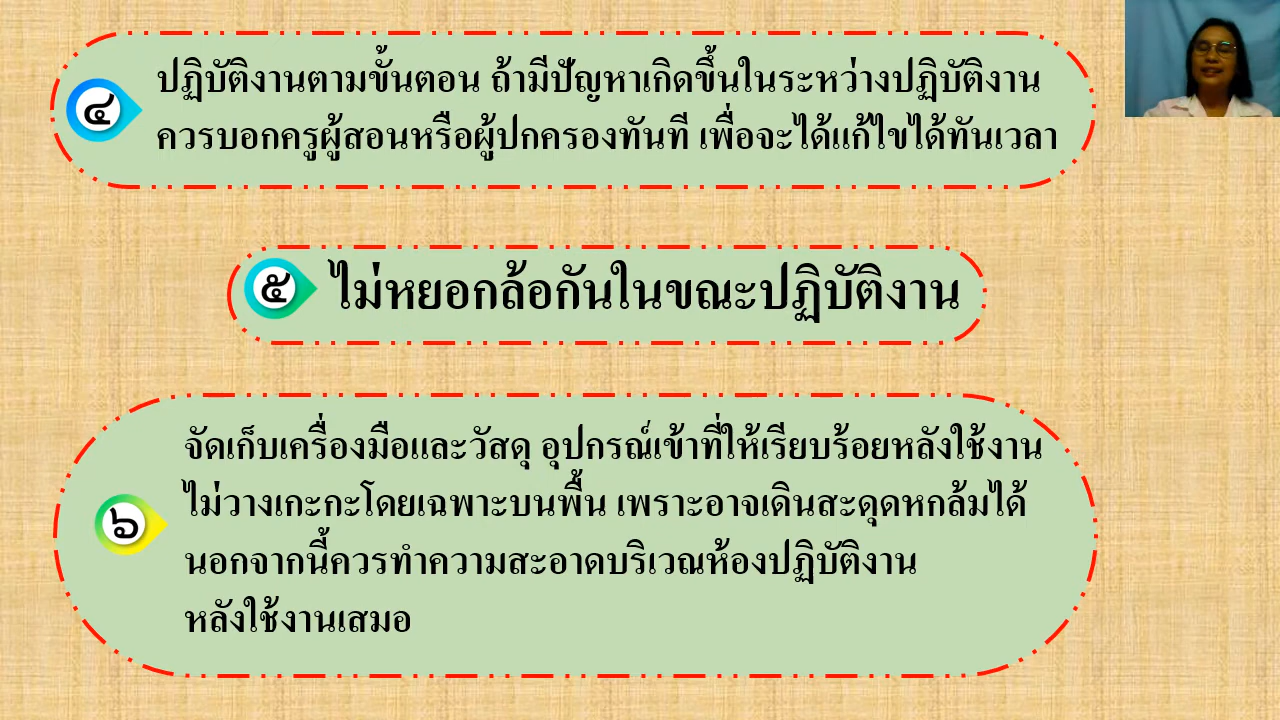 ๔
ปฏิบัติงานตามขั้นตอน ถ้ามีปัญหาเกิดขึ้นในระหว่างปฏิบัติงาน
ควรบอกครูผู้สอนหรือผู้ปกครองทันที เพื่อจะได้แก้ไขได้ทันเวลา
๕
ไม่หยอกล้อกันในขณะปฏิบัติงาน
๖
จัดเก็บเครื่องมือและวัสดุ อุปกรณ์เข้าที่ให้เรียบร้อยหลังใช้งาน
ไม่วางเกะกะโดยเฉพาะบนพื้น เพราะอาจเดินสะดุดหกล้มได้
นอกจากนี้ควรทำความสะอาดบริเวณห้องปฏิบัติงาน
หลังใช้งานเสมอ